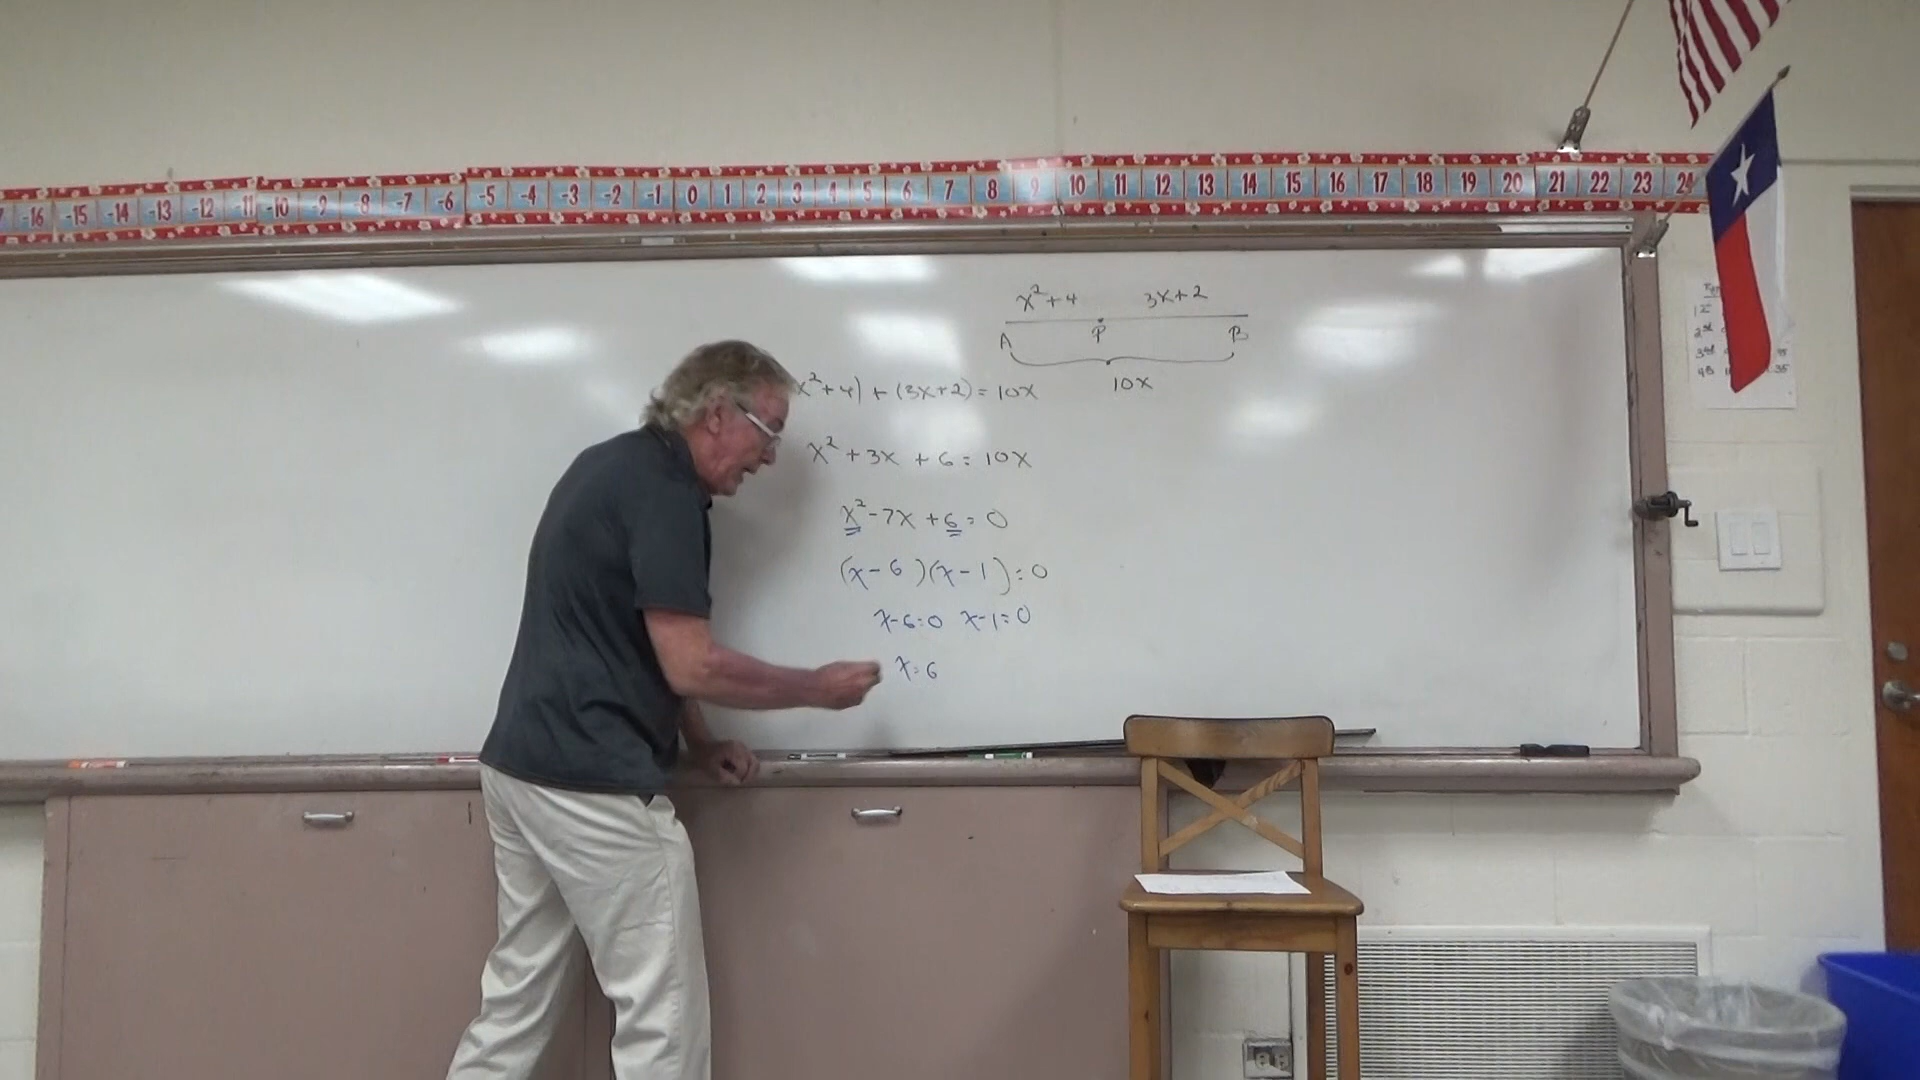 -16 -15 -14 -13 -12 -11 -10 -9 -8 -7 -6 -5 -4 -3 -2 -1 0 1 2 3 4 5 6 7 8 9 10 11 12 13 14 15 16 17 18 19 20 21 22 23 24
x²+4 3x+2
A P B
10x
x²+4)+(3x+2)=10x
x²+3x+6=10x
x²-7x+6=0
(x-6)(x-1)=0
x-6=0 x-1=0
x=6